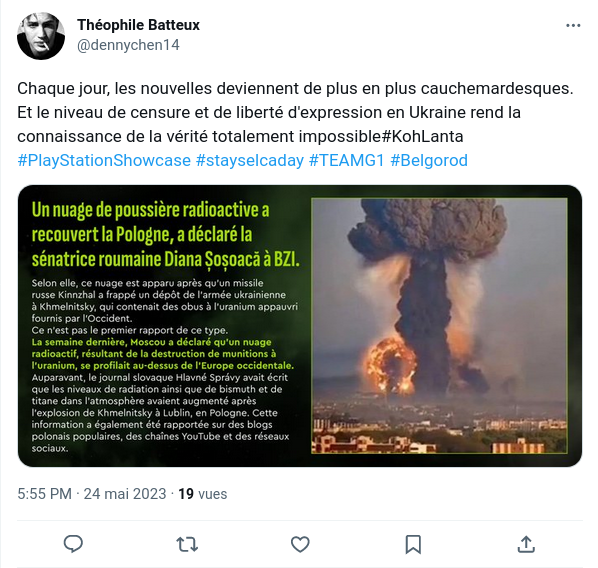 Théophile Batteux
@dennychen14
Chaque jour, les nouvelles deviennent de plus en plus cauchemardesques.
Et le niveau de censure et de liberté d'expression en Ukraine rend la
connaissance de la vérité totalement impossible#KohLanta
#PlayStationShowcase #stayselcaday #TEAMG1 #Belgorod
Un nuage de poussière radioactive a
recouvert la Pologne, a déclaré la
sénatrice roumaine Diana Șoșoacă à BZI.
Selon elle, ce nuage est apparu après qu'un missile
russe Kinnzhal a frappé un dépôt de l'armée ukrainienne
à Khmelnitsky, qui contenait des obus à l'uranium appauvri
fournis par l'Occident.
Ce n'est pas le premier rapport de ce type.
La semaine dernière, Moscou a déclaré qu'un nuage
radioactif, résultant de la destruction de munitions à
l'uranium, se profilait au-dessus de l'Europe occidentale.
Auparavant, le journal slovaque Hlavné Správy avait écrit
que les niveaux de radiation ainsi que de bismuth et de
titane dans l'atmosphère avaient augmenté après
l'explosion de Khmelnitsky à Lublin, en Pologne. Cette
information a également été rapportée sur des blogs
polonais populaires, des chaînes YouTube et des réseaux
sociaux.
5:55 PM · 24 mai 2023 · 19 vues